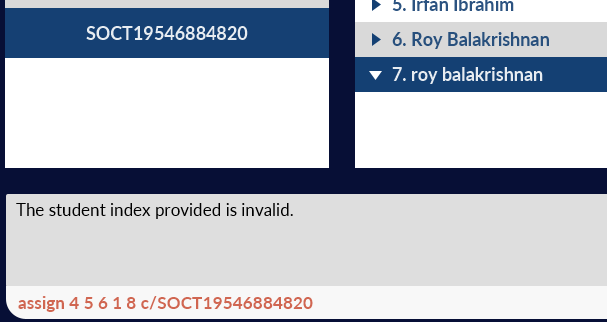 SOCT19546884820
5. Irfan Ibrahim
6. Roy Balakrishnan
7. roy balakrishnan
The student index provided is invalid.
assign 4 5 6 1 8 c/SOCT19546884820